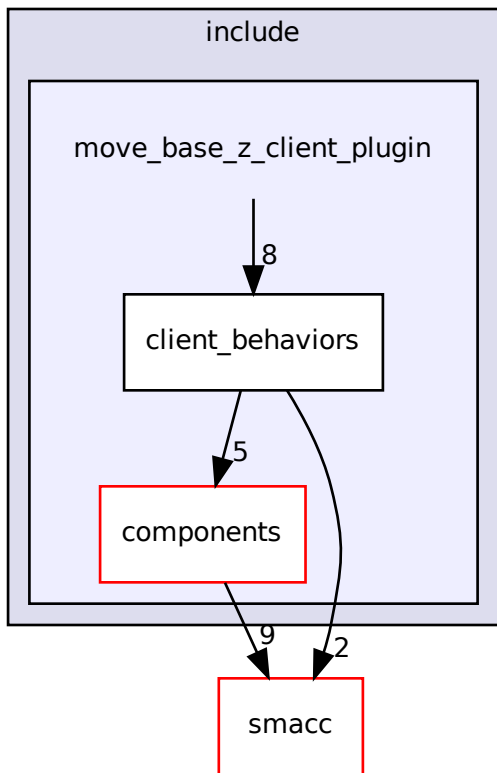 include
move_base_z_client_plugin
8
client_behaviors
5
components
9
2
smacc